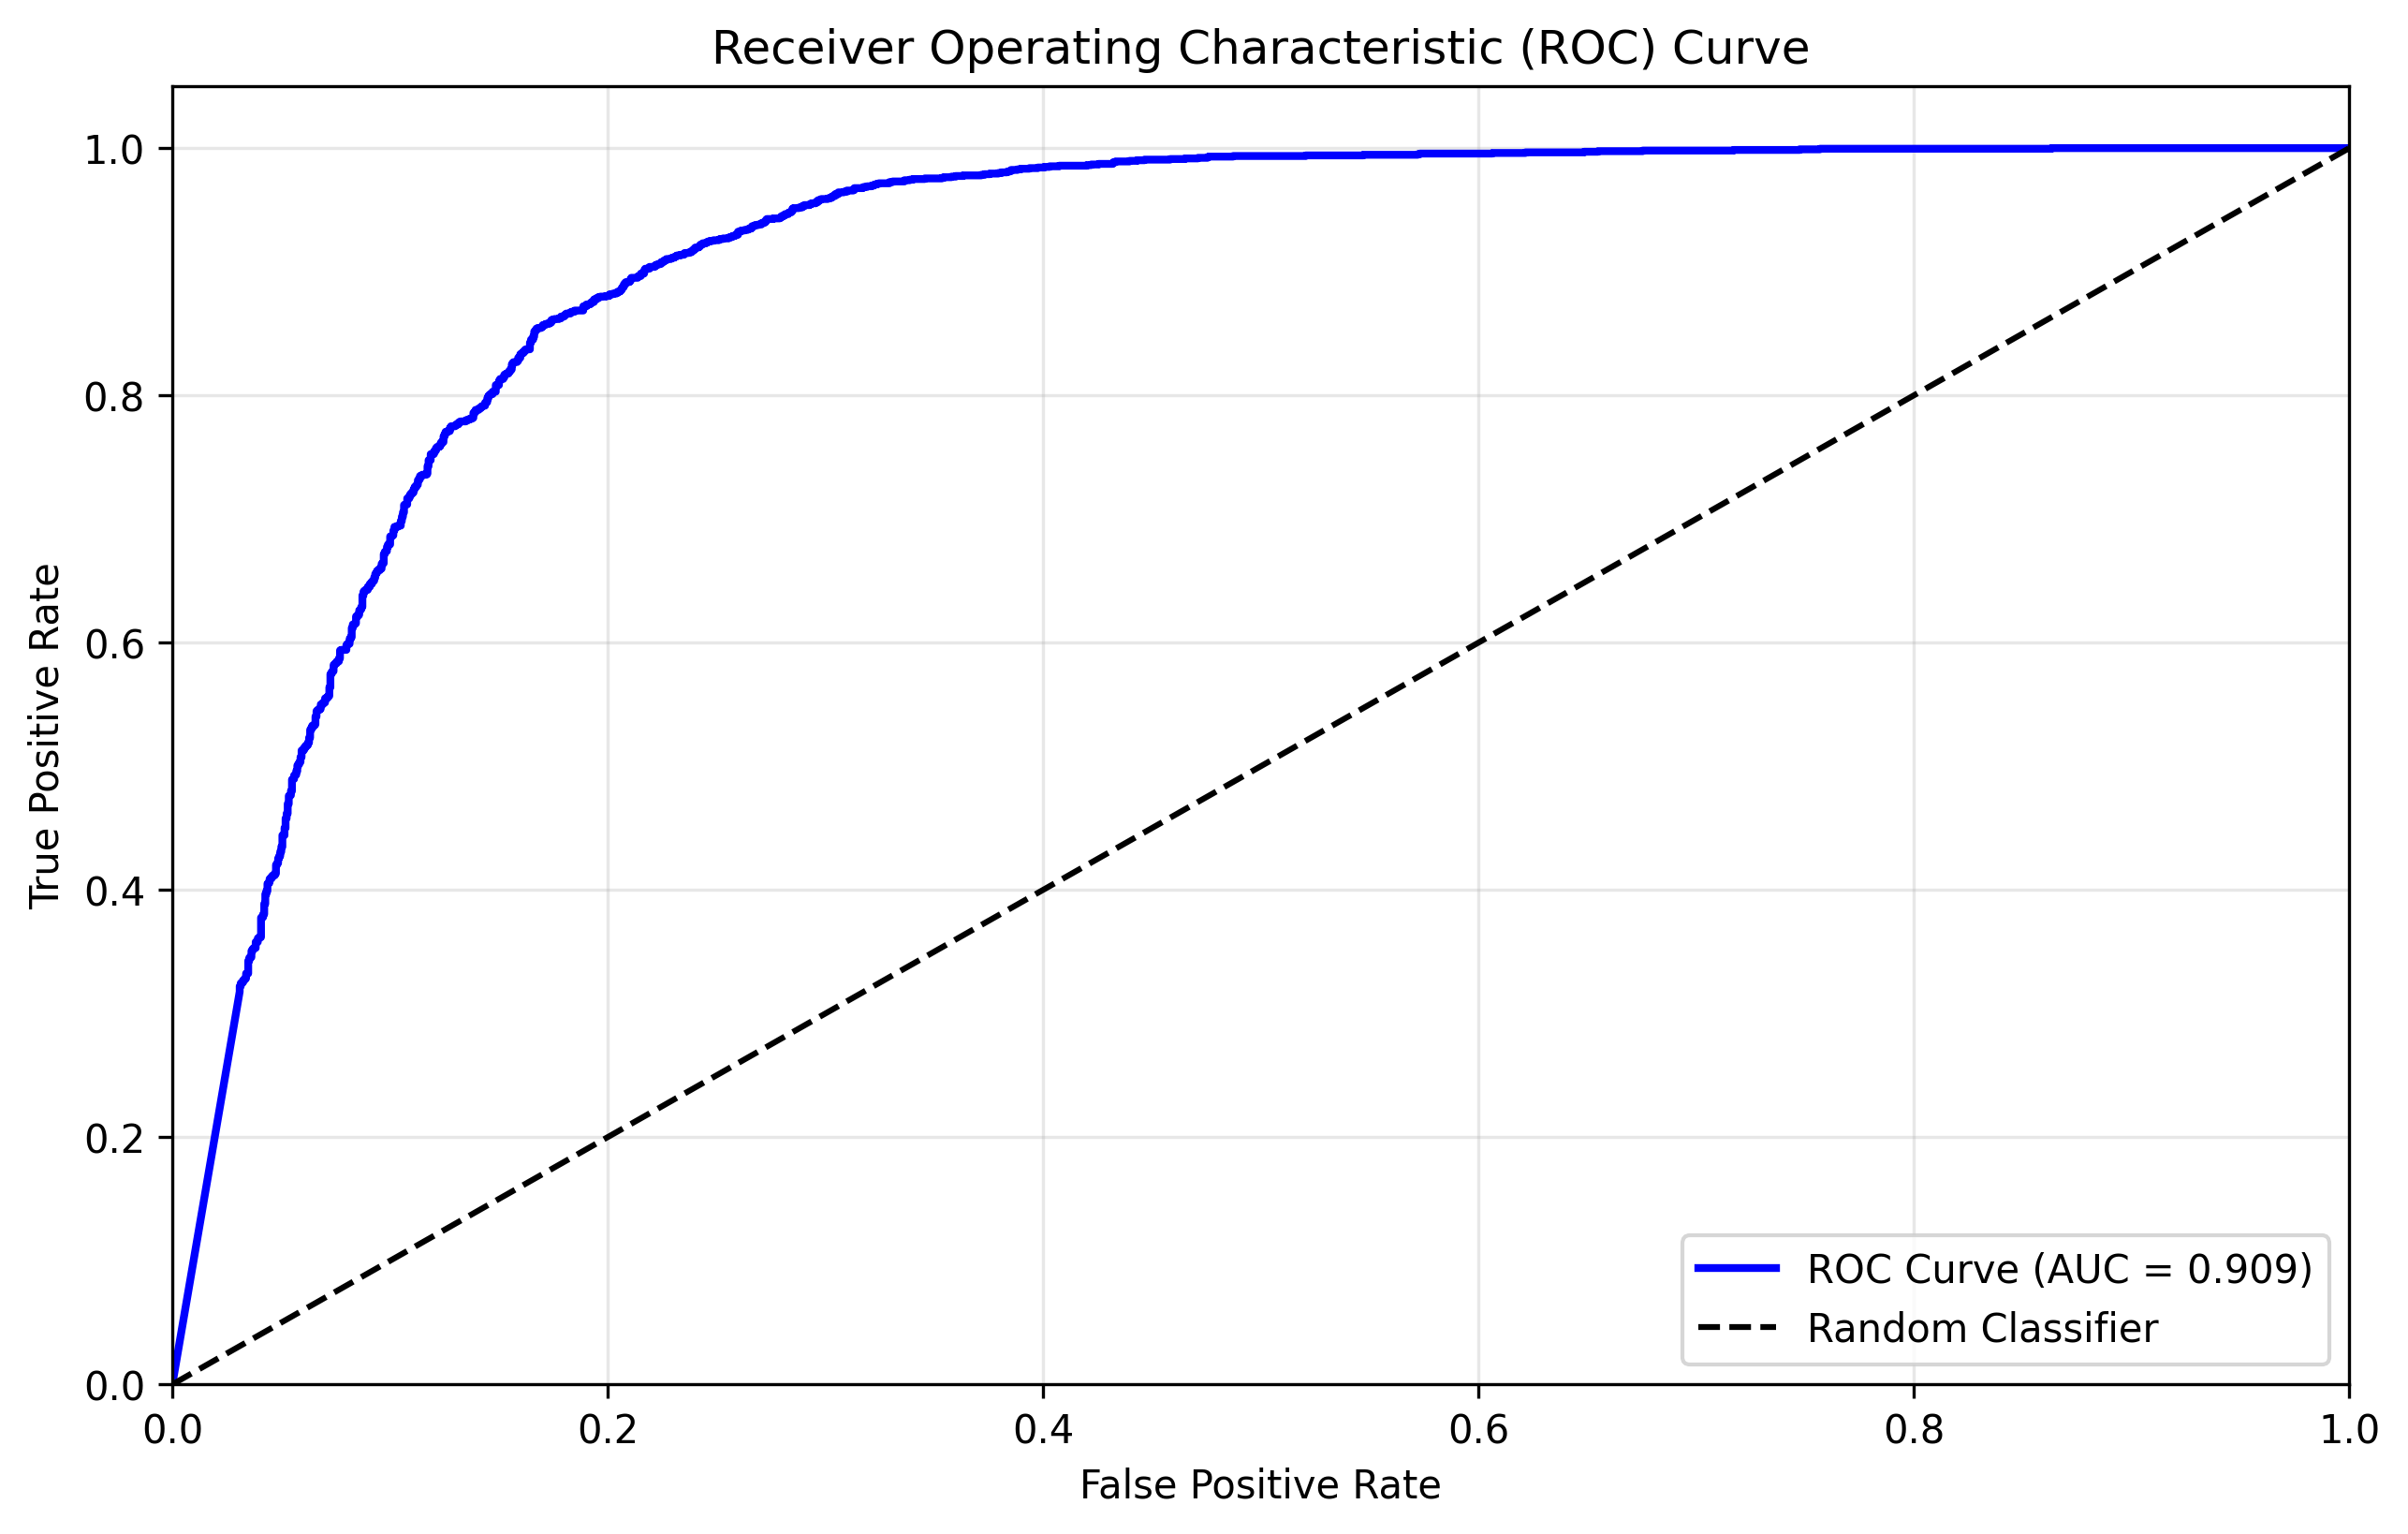 Receiver Operating Characteristic (ROC) Curve
True Positive Rate
1.0
0.8
0.6
0.4
0.2
0.0
0.0 0.2 0.4 0.6 0.8 1.0
False Positive Rate
ROC Curve (AUC = 0.909)
Random Classifier